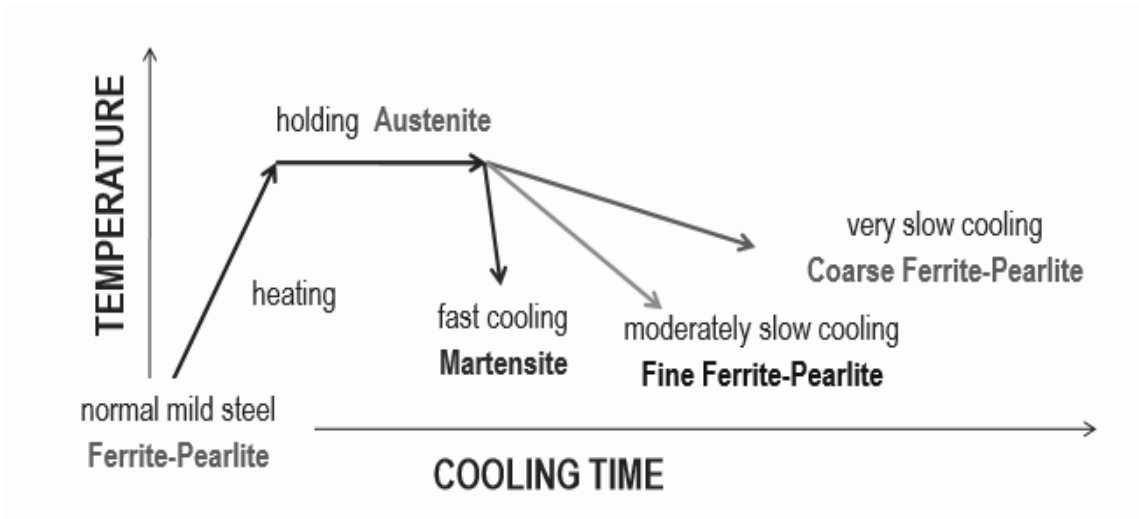 TEMPERATURE
holding Austenite
heating
very slow cooling
Coarse Ferrite-Pearlite
fast cooling
Martensite
moderately slow cooling
Fine Ferrite-Pearlite
normal mild steel
Ferrite-Pearlite
COOLING TIME